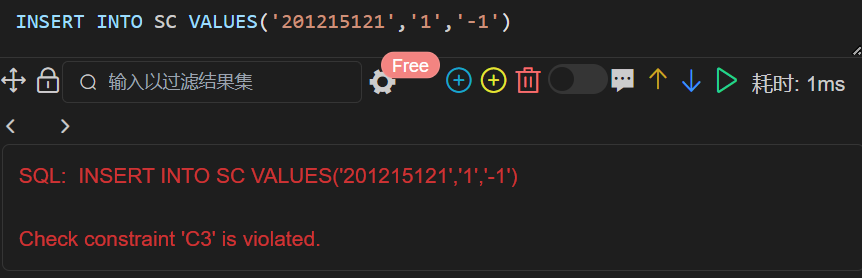 INSERT INTO SC VALUES('201215121','1','-1')
输入以过滤结果集
Free
耗时: 1ms
SQL: INSERT INTO SC VALUES('201215121','1','-1')
Check constraint 'C3' is violated.